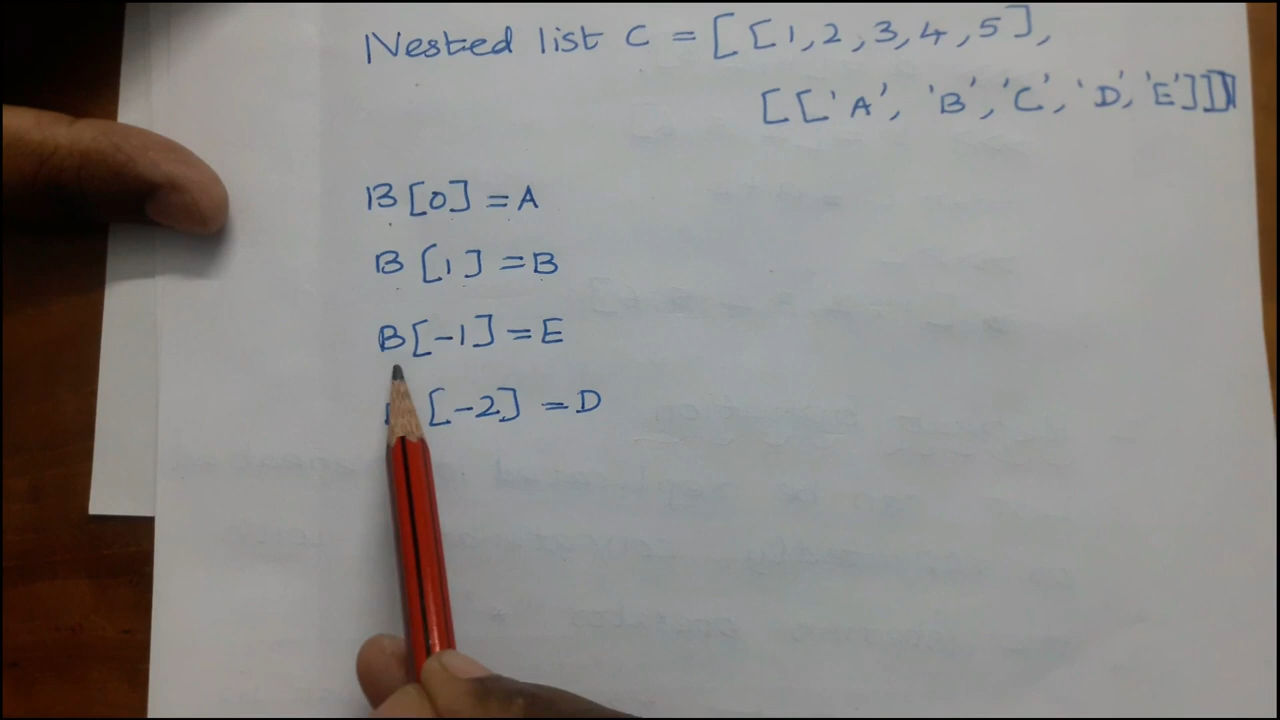 Nested list C = [[1,2,3,4,5],
[['A', 'B', 'C', 'D', 'E']]]
B[0] = A
B[1] = B
B[-1] = E
[-2] = D